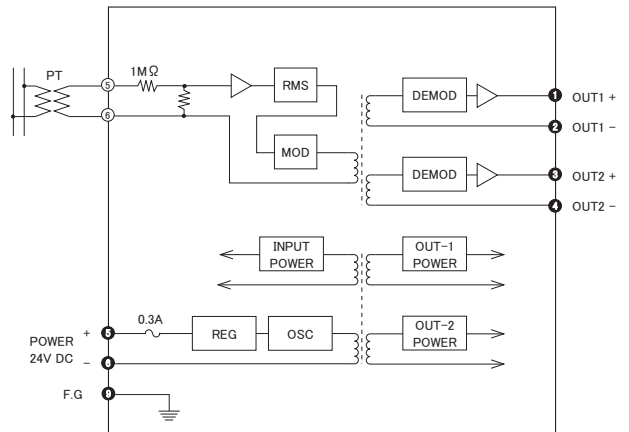 PT
5
1MΩ
RMS
6
MOD
DEMOD
1
OUT1 +
2
OUT1 −
DEMOD
3
OUT2 +
4
OUT2 −
INPUT
POWER
OUT-1
POWER
POWER
24V DC
+
5
0.3A
REG
OSC
OUT-2
POWER
−
6
F.G
9